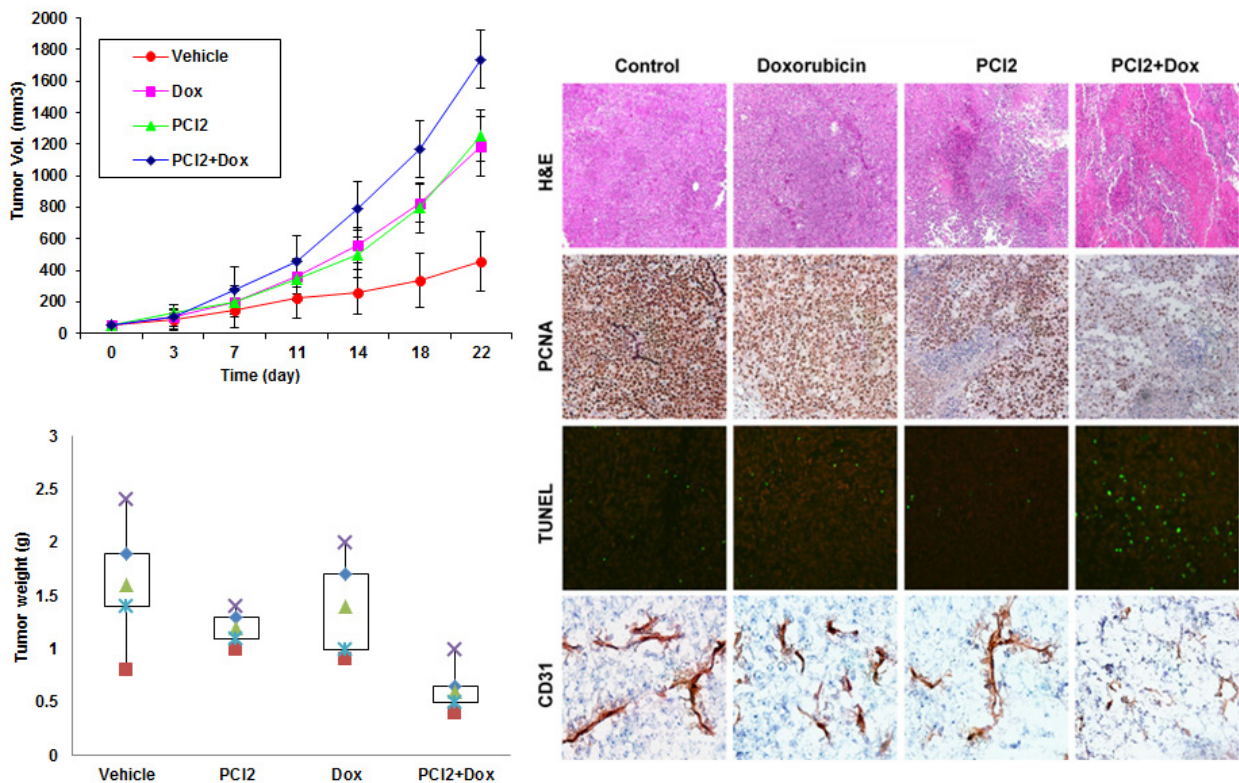 2000
1800
1600
1400
1200
1000
800
600
400
200
0
Tumor Vol. (mm3)
Vehicle
Dox
PCI2
PCI2+Dox
0 3 7 11 14 18 22
Time (day)
3
2.5
2
1.5
1
0.5
0
Tumor weight (g)
Vehicle PCI2 Dox PCI2+Dox
Control Doxorubicin PCI2 PCI2+Dox
H&E
PCNA
TUNEL
CD31